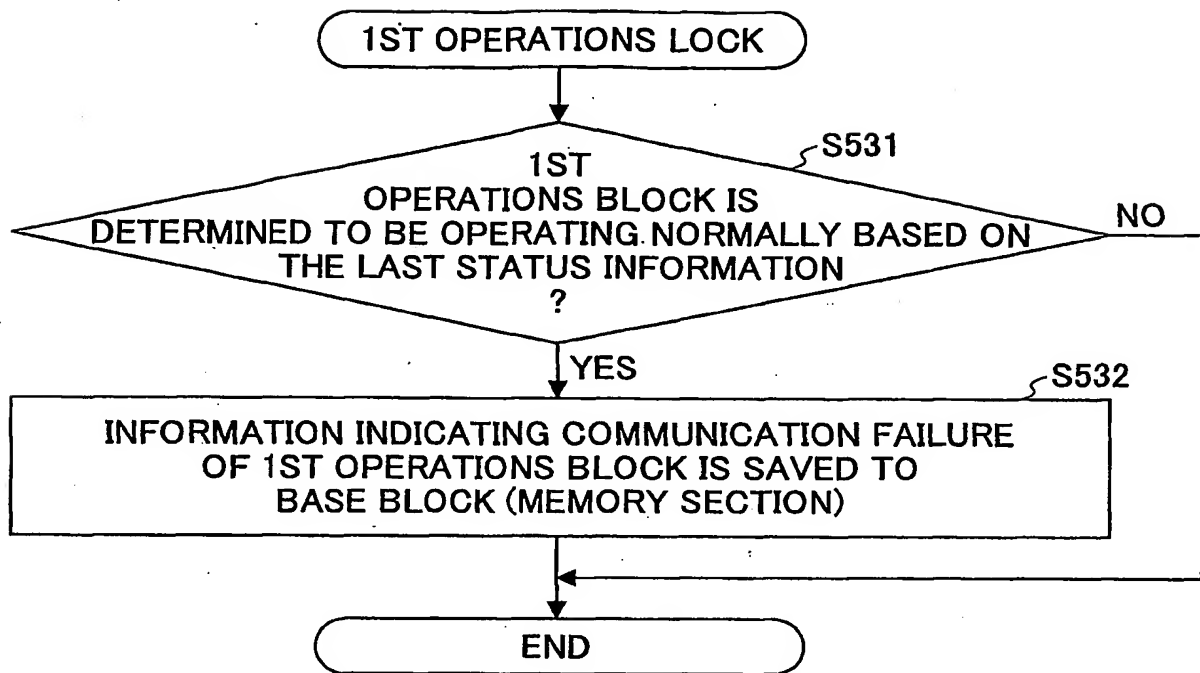 1ST OPERATIONS LOCK
S531
1ST
OPERATIONS BLOCK IS
DETERMINED TO BE OPERATING NORMALLY BASED ON
THE LAST STATUS INFORMATION
?
NO
YES
S532
INFORMATION INDICATING COMMUNICATION FAILURE
OF 1ST OPERATIONS BLOCK IS SAVED TO
BASE BLOCK (MEMORY SECTION)
END